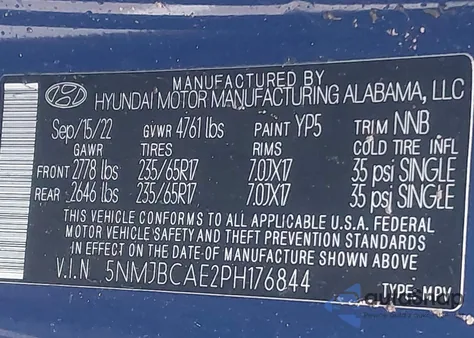 MANUFACTURED BY
HYUNDAI MOTOR MANUFACTURING ALABAMA, LLC
Sep/15/22 GVWR 4761 lbs PAINT YP5 TRIM NNB
GAWR TIRES RIMS COLD TIRE INFL
FRONT 2778 lbs 235/65R17 7.0JX17 35 psi SINGLE
REAR 2646 lbs 235/65R17 7.0JX17 35 psi SINGLE
THIS VEHICLE CONFORMS TO ALL APPLICABLE U.S.A. FEDERAL
MOTOR VEHICLE SAFETY AND THEFT PREVENTION STANDARDS
IN EFFECT ON THE DATE OF MANUFACTURE SHOWN ABOVE
V.I.N 5NMJBCAE2PH176844
TYPE: MPV
autosnap